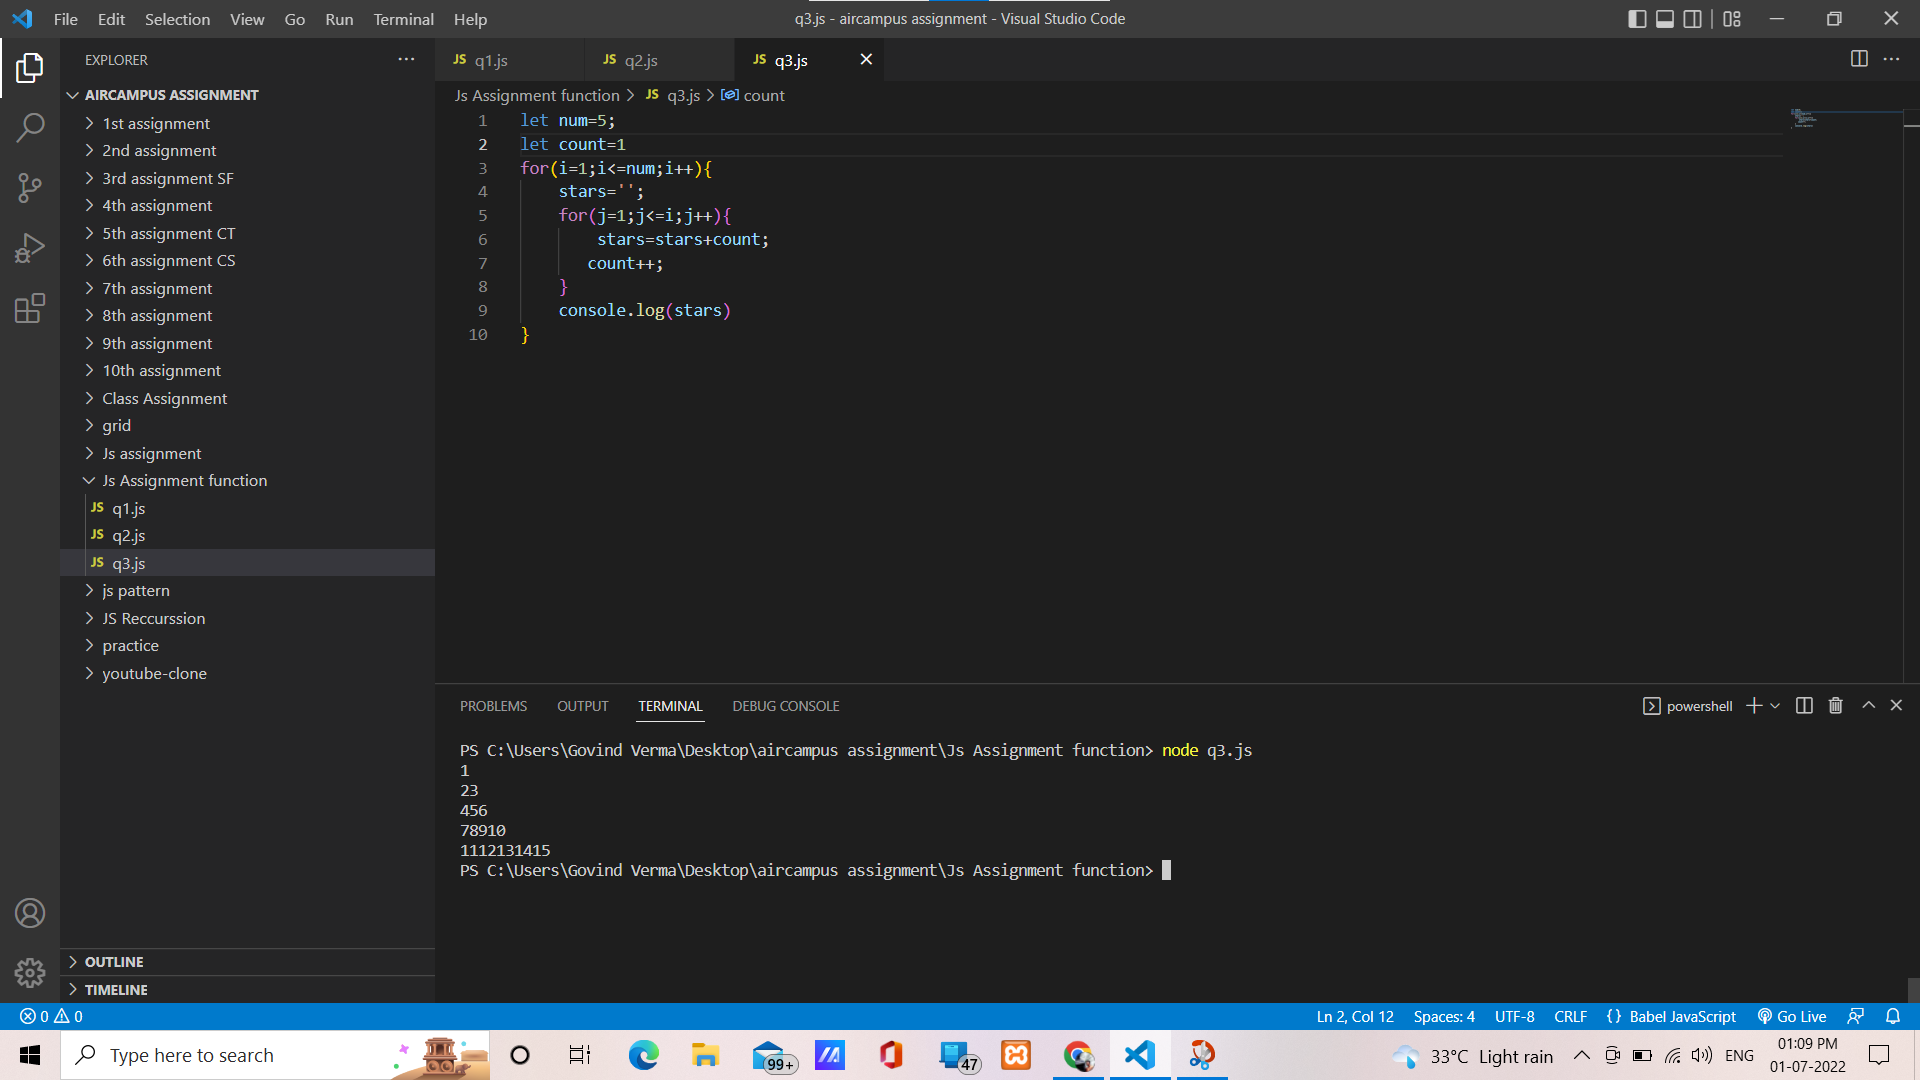 File Edit Selection View Go Run Terminal Help
q3.js - aircampus assignment - Visual Studio Code
EXPLORER
AIRCAMPUS ASSIGNMENT
1st assignment
2nd assignment
3rd assignment SF
4th assignment
5th assignment CT
6th assignment CS
7th assignment
8th assignment
9th assignment
10th assignment
Class Assignment
grid
Js assignment
Js Assignment function
JS q1.js
JS q2.js
JS q3.js
js pattern
JS Reccurssion
practice
youtube-clone
OUTLINE
TIMELINE
JS q1.js JS q2.js JS q3.js
Js Assignment function > JS q3.js > count
1 let num=5;
2 let count=1
3 for(i=1;i<=num;i++){
4 stars='';
5 for(j=1;j<=i;j++){
6 stars=stars+count;
7 count++;
8 }
9 console.log(stars)
10 }
PROBLEMS OUTPUT TERMINAL DEBUG CONSOLE
powershell
PS C:\Users\Govind Verma\Desktop\aircampus assignment\Js Assignment function> node q3.js
1
23
456
78910
1112131415
PS C:\Users\Govind Verma\Desktop\aircampus assignment\Js Assignment function>
0 0 Ln 2, Col 12 Spaces: 4 UTF-8 CRLF {} Babel JavaScript Go Live
Type here to search
99+
47
33°C Light rain
ENG
01:09 PM
01-07-2022